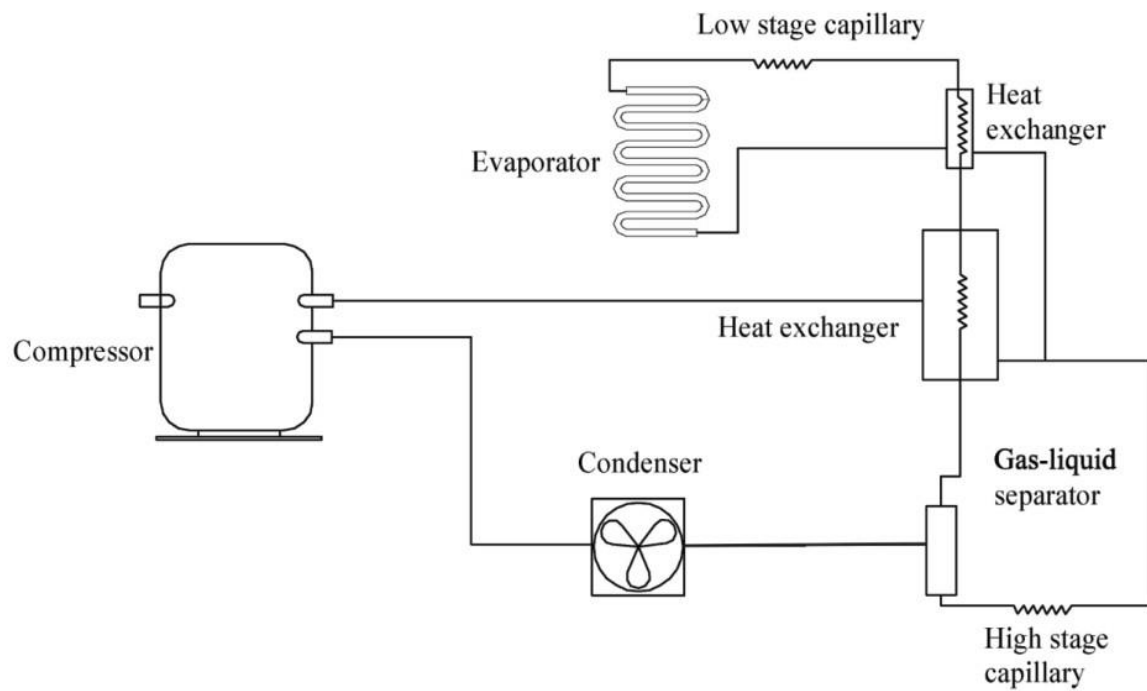 Low stage capillary
Heat
exchanger
Evaporator
Heat exchanger
Compressor
Condenser
Gas-liquid
separator
High stage
capillary